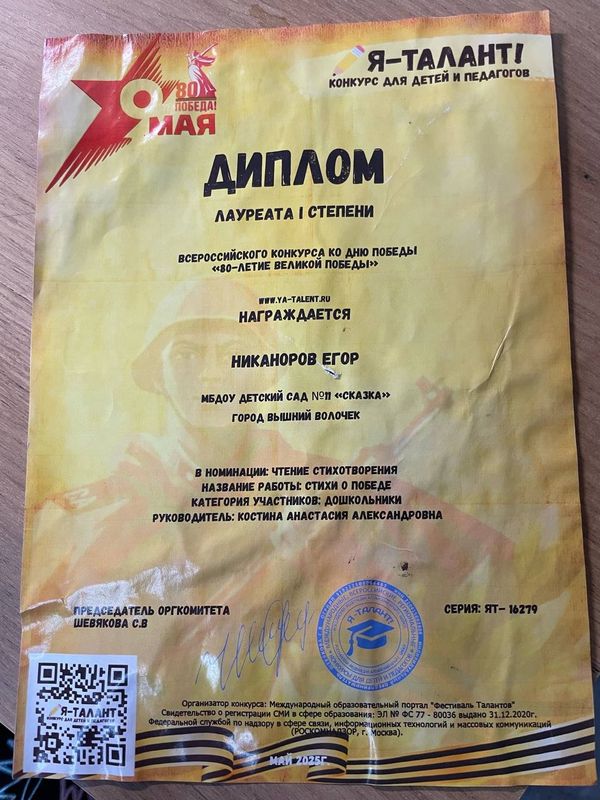 Я-ТАЛАНТ!
КОНКУРС ДЛЯ ДЕТЕЙ И ПЕДАГОГОВ
80
ПОБЕДА!
9
МАЯ
ДИПЛОМ
ЛАУРЕАТА I СТЕПЕНИ
ВСЕРОССИЙСКОГО КОНКУРСА КО ДНЮ ПОБЕДЫ
«80-ЛЕТИЕ ВЕЛИКОЙ ПОБЕДЫ»
WWW.YA-TALENT.RU
НАГРАЖДАЕТСЯ
НИКАНОРОВ ЕГОР
МБДОУ ДЕТСКИЙ САД №11 «СКАЗКА»
ГОРОД ВЫШНИЙ ВОЛОЧЕК
В НОМИНАЦИИ: ЧТЕНИЕ СТИХОТВОРЕНИЯ
НАЗВАНИЕ РАБОТЫ: СТИХИ О ПОБЕДЕ
КАТЕГОРИЯ УЧАСТНИКОВ: ДОШКОЛЬНИКИ
РУКОВОДИТЕЛЬ: КОСТИНА АНАСТАСИЯ АЛЕКСАНДРОВНА
ПРЕДСЕДАТЕЛЬ ОРГКОМИТЕТА
ШЕВЯКОВА С.В
Я-ТАЛАНТ!
СЕРИЯ: ЯТ- 16279
Я-ТАЛАНТ!
КОНКУРС ДЛЯ ДЕТЕЙ И ПЕДАГОГОВ
Организатор конкурса: Международный образовательный портал "Фестиваль Талантов"
Свидетельство о регистрации СМИ в сфере образования: ЭЛ № ФС 77 - 80036 выдано 31.12.2020г.
Федеральной службой по надзору в сфере связи, информационных технологий и массовых коммуникаций
(РОСКОМНАДЗОР, г. Москва).
МАЙ 2025Г.